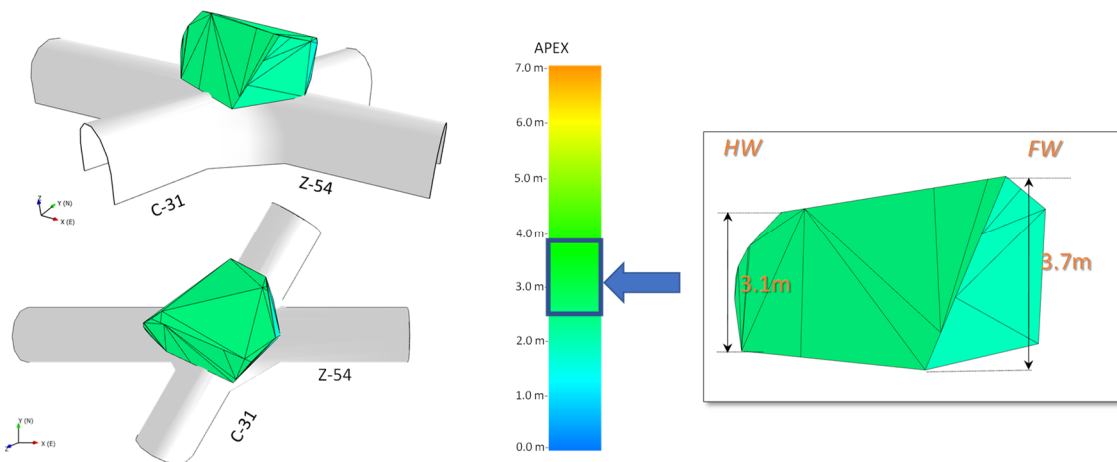 C-31
Z-54
Z
Y (N)
X (E)
Z-54
C-31
Y (N)
Z
X (E)
APEX
7.0 m
6.0 m
5.0 m
4.0 m
3.0 m
2.0 m
1.0 m
0.0 m
HW
FW
3.1m
3.7m